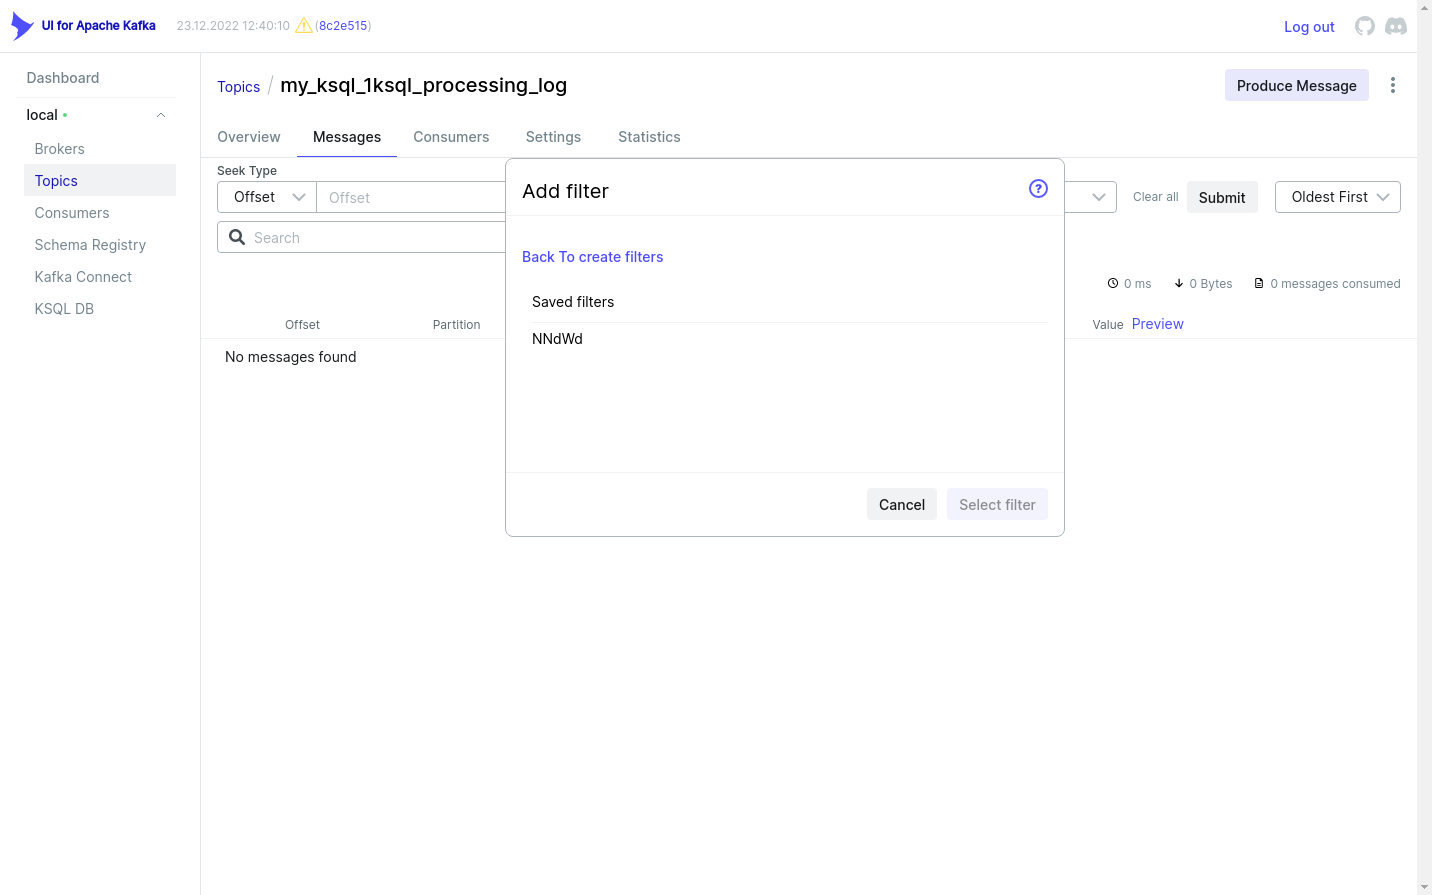 UI for Apache Kafka 23.12.2022 12:40:10 (8c2e515) Log out
Dashboard
local
Brokers
Topics
Consumers
Schema Registry
Kafka Connect
KSQL DB
Topics / my_ksql_1ksql_processing_log
Produce Message
Overview Messages Consumers Settings Statistics
Seek Type
Offset Offset
Clear all Submit Oldest First
Search
0 ms 0 Bytes 0 messages consumed
Offset Partition Value Preview
No messages found
Add filter
Back To create filters
Saved filters
NNdWd
Cancel Select filter